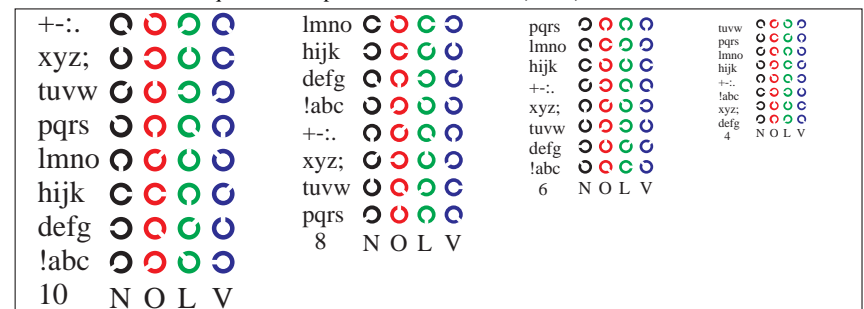 +-:.
xyz;
tuvw
pqrs
lmno
hijk
defg
!abc
10 N O L V
lmno
hijk
defg
!abc
+-:.
xyz;
tuvw
pqrs
8 N O L V
pqrs
lmno
hijk
+-:.
xyz;
tuvw
defg
!abc
6 N O L V
tuvw
pqrs
lmno
hijk
+-:.
!abc
xyz;
defg
4 N O L V